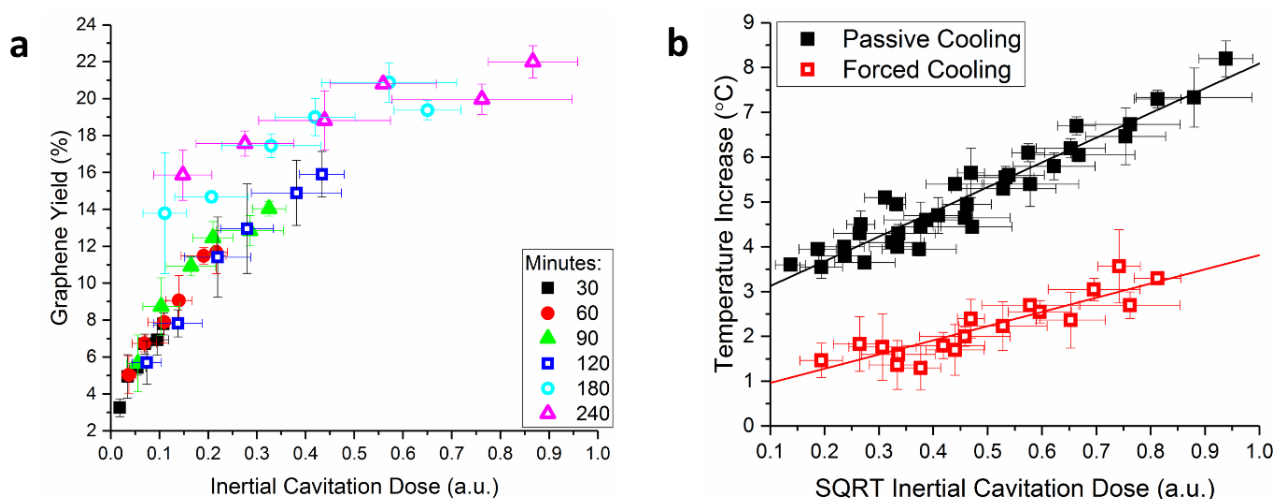 a
Graphene Yield (%)
24
22
20
18
16
14
12
10
8
6
4
2
0.0 0.1 0.2 0.3 0.4 0.5 0.6 0.7 0.8 0.9 1.0
Inertial Cavitation Dose (a.u.)
Minutes:
30
60
90
120
180
240
b
Temperature Increase (°C)
9
8
7
6
5
4
3
2
1
0
Passive Cooling
Forced Cooling
0.1 0.2 0.3 0.4 0.5 0.6 0.7 0.8 0.9 1.0
SQRT Inertial Cavitation Dose (a.u.)